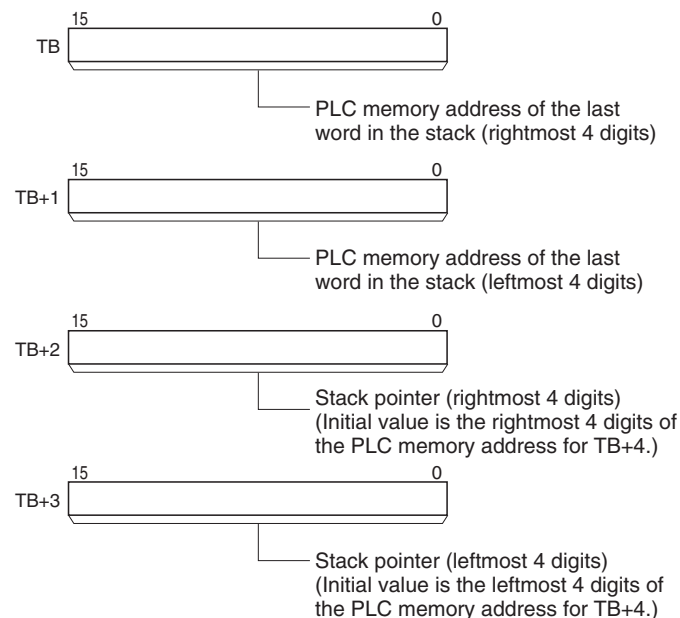 15 0
TB
PLC memory address of the last
word in the stack (rightmost 4 digits)
15 0
TB+1
PLC memory address of the last
word in the stack (leftmost 4 digits)
15 0
TB+2
Stack pointer (rightmost 4 digits)
(Initial value is the rightmost 4 digits of
the PLC memory address for TB+4.)
15 0
TB+3
Stack pointer (leftmost 4 digits)
(Initial value is the leftmost 4 digits of
the PLC memory address for TB+4.)